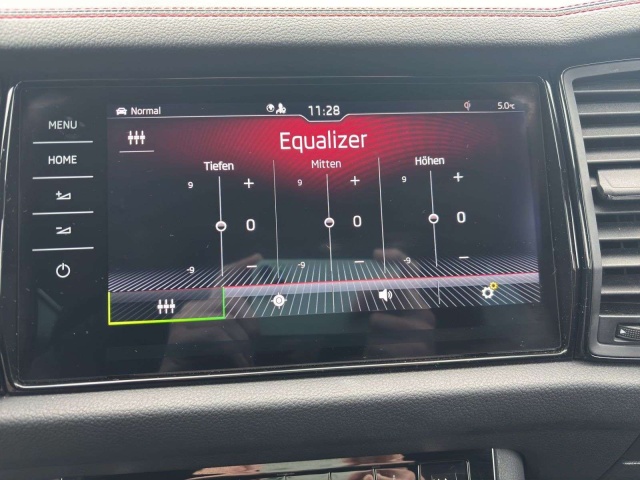 Normal 11:28 5.0°C
MENU
HOME
Equalizer
Tiefen Mitten Höhen
9 + 9 + 9 +
0 0 0
-9 – -9 – -9 –